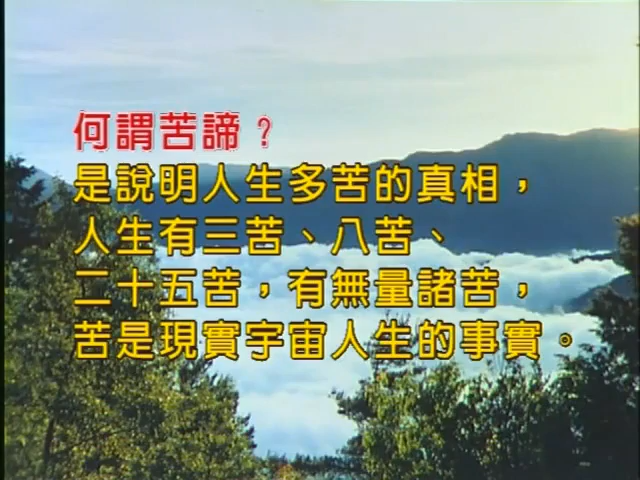 何謂苦諦？
是說明人生多苦的真相，
人生有三苦、八苦、
二十五苦，有無量諸苦，
苦是現實宇宙人生的事實。